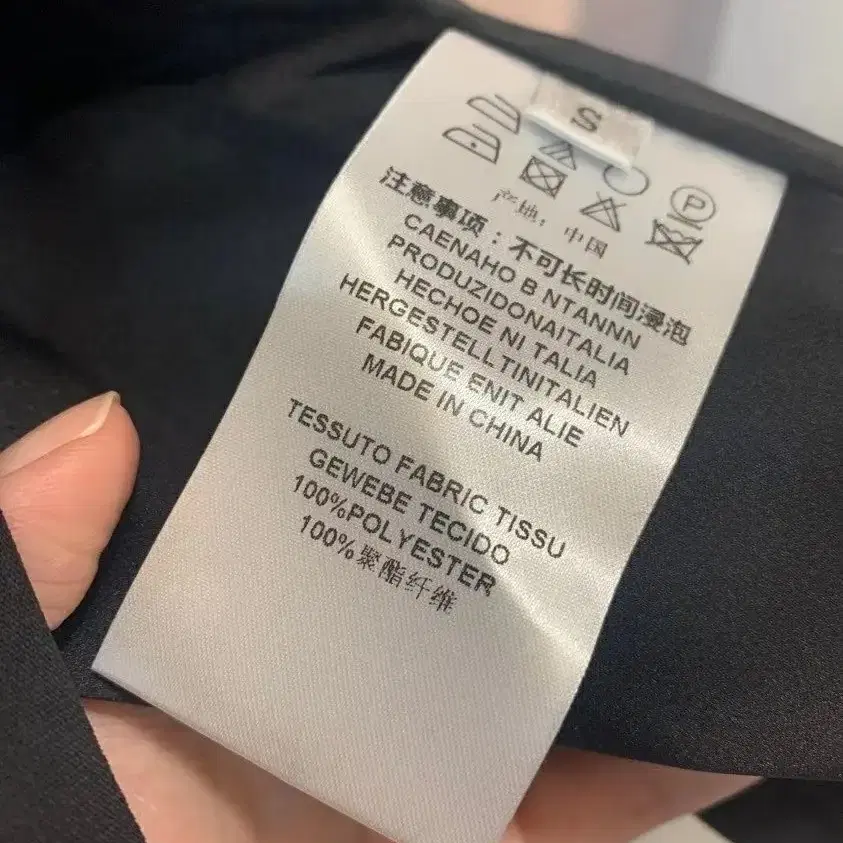 S
P
产地：中国
注意事项：不可长时间浸泡
CAENAHO B NTANNN
PRODUZIDONAITALIA
HECHOE NI TALIA
HERGESTELLTINITALIEN
FABIQUE ENIT ALIE
MADE IN CHINA
TESSUTO FABRIC TISSU
GEWEBE TECIDO
100%POLYESTER
100%聚酯纤维